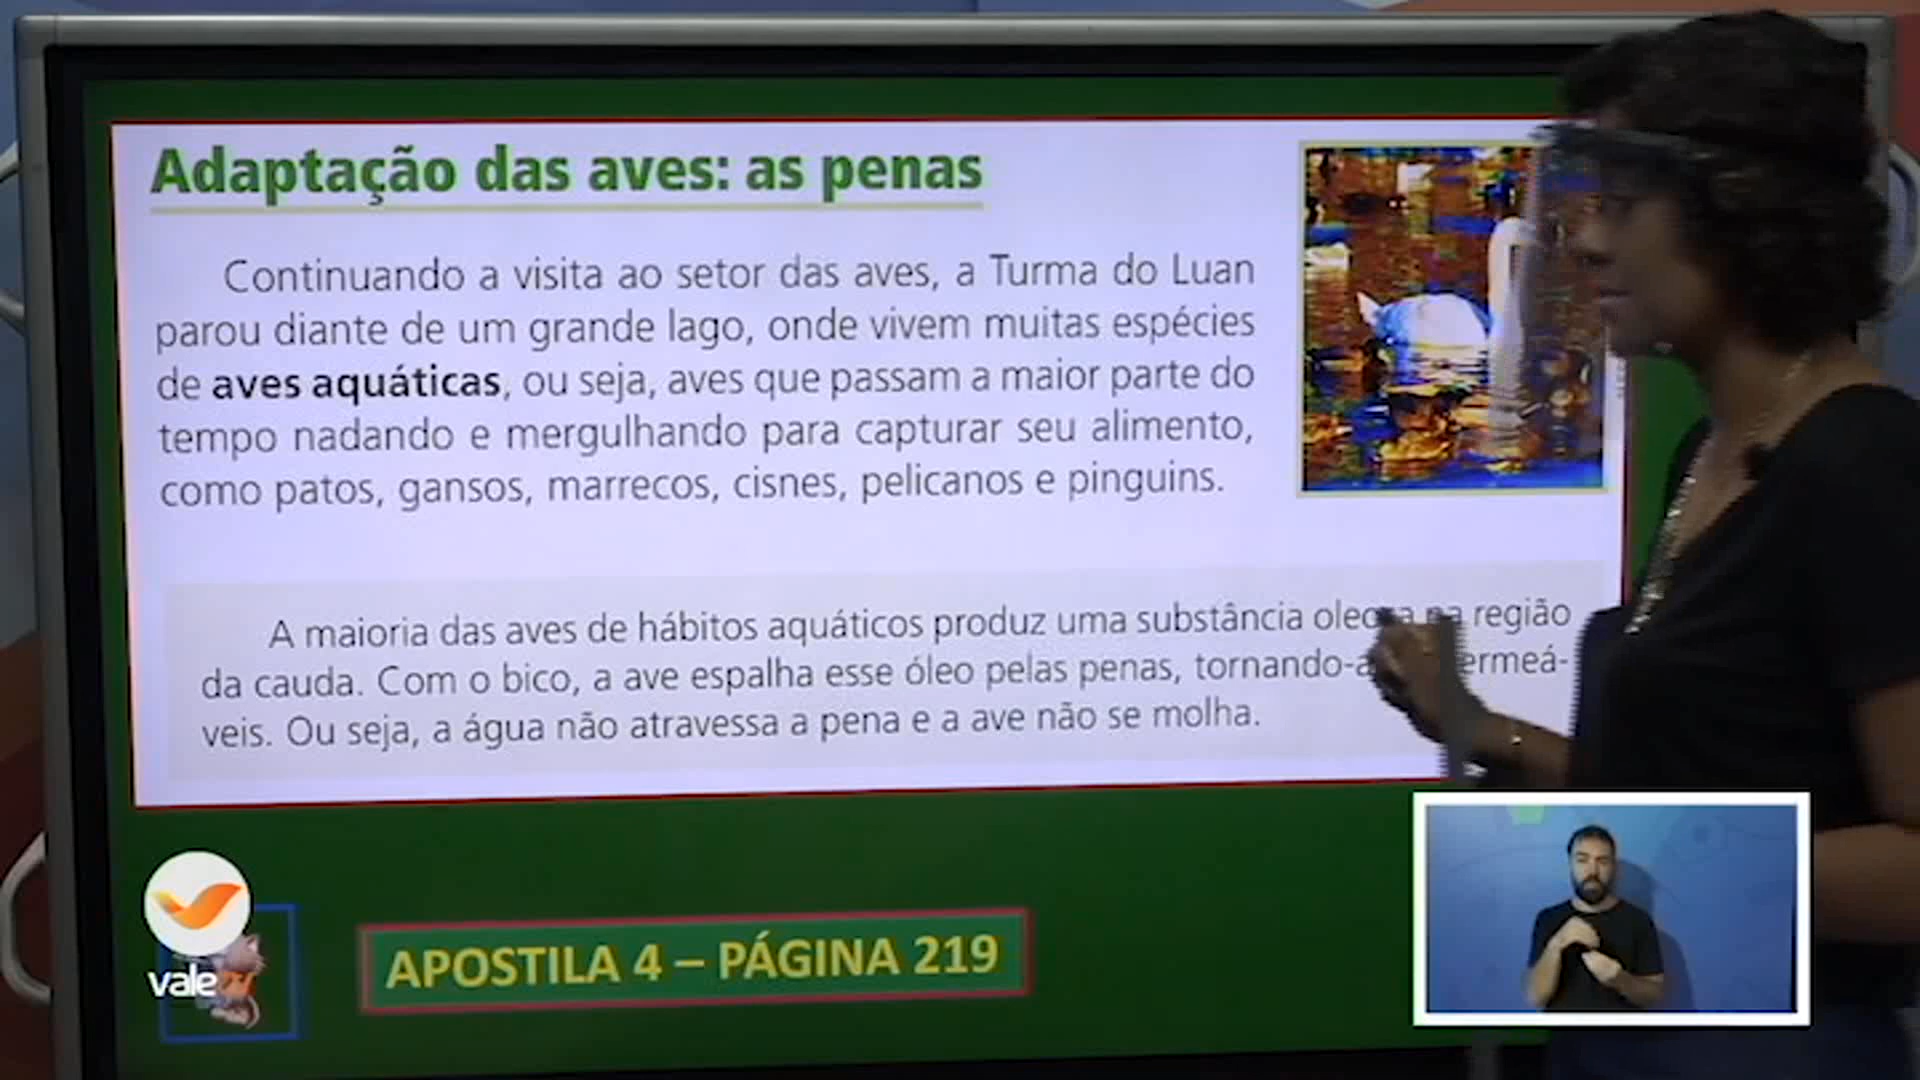 Adaptação das aves: as penas
Continuando a visita ao setor das aves, a Turma do Luan
parou diante de um grande lago, onde vivem muitas espécies
de aves aquáticas, ou seja, aves que passam a maior parte do
tempo nadando e mergulhando para capturar seu alimento,
como patos, gansos, marrecos, cisnes, pelicanos e pinguins.
A maioria das aves de hábitos aquáticos produz uma substância oleosa na região
da cauda. Com o bico, a ave espalha esse óleo pelas penas,
veis. Ou seja, a água não atravessa a pena e a ave não se molha.
APOSTILA 4 – PÁGINA 219
vale tv